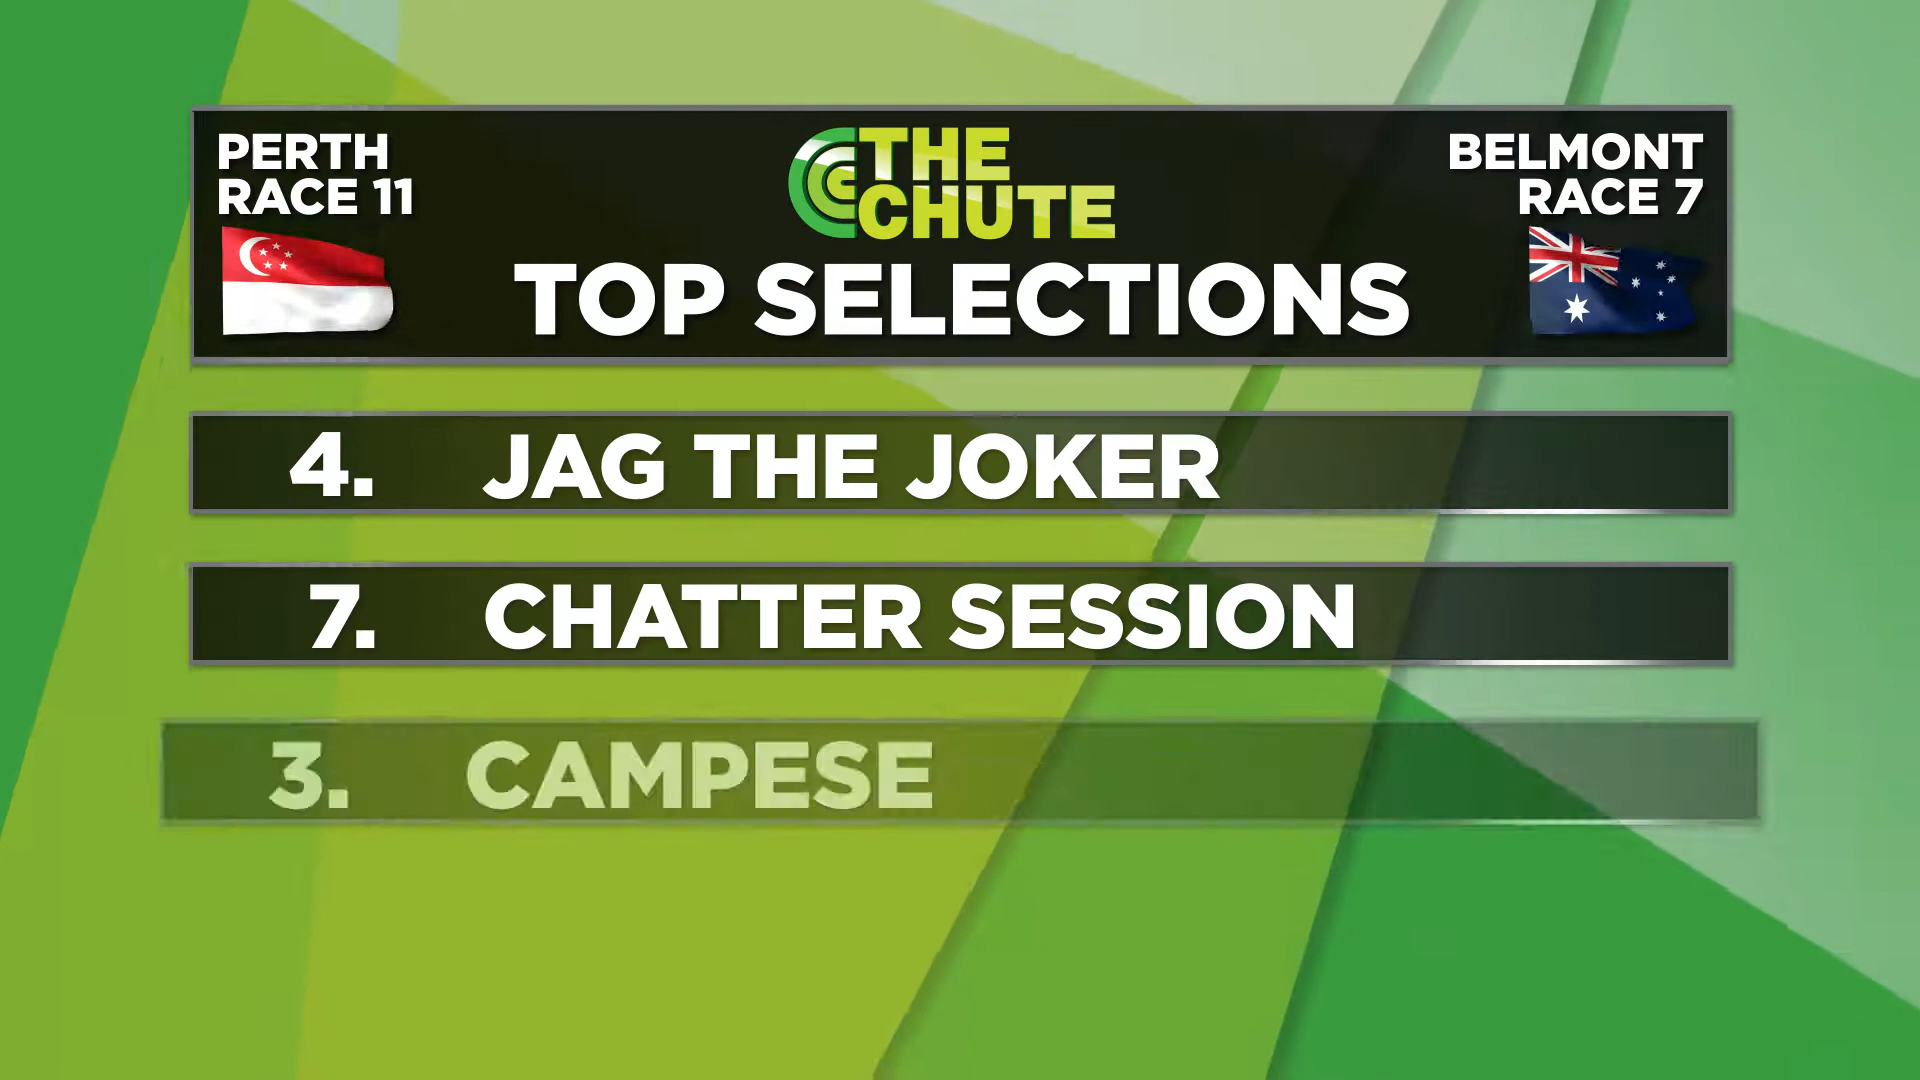 PERTH
RACE 11
THE
CHUTE
BELMONT
RACE 7
TOP SELECTIONS
4. JAG THE JOKER
7. CHATTER SESSION
3. CAMPESE